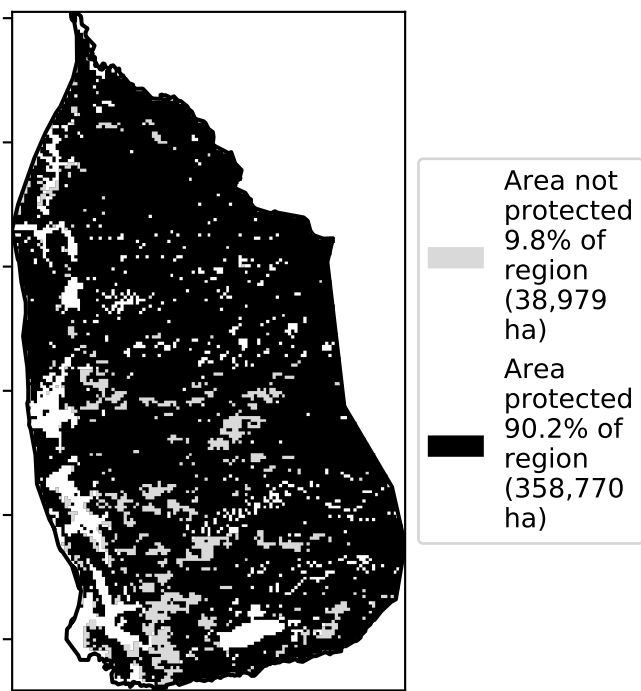 Area not
protected
9.8% of
region
(38,979
ha)
Area
protected
90.2% of
region
(358,770
ha)